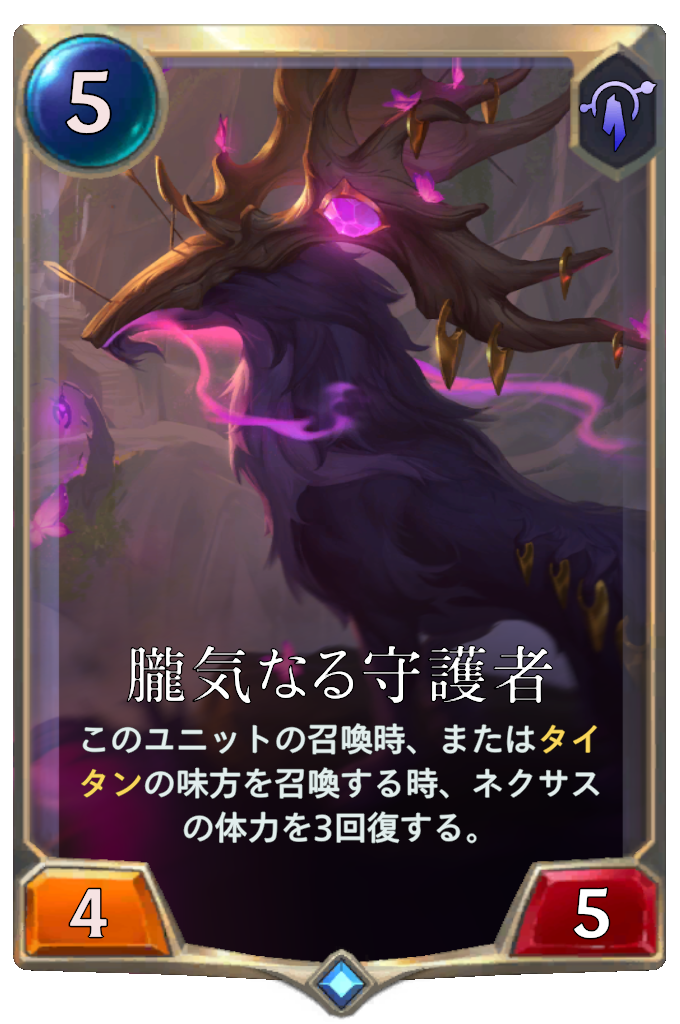 5
朧気なる守護者
このユニットの召喚時、またはタイ
タンの味方を召喚する時、ネクサス
の体力を3回復する。
4
5